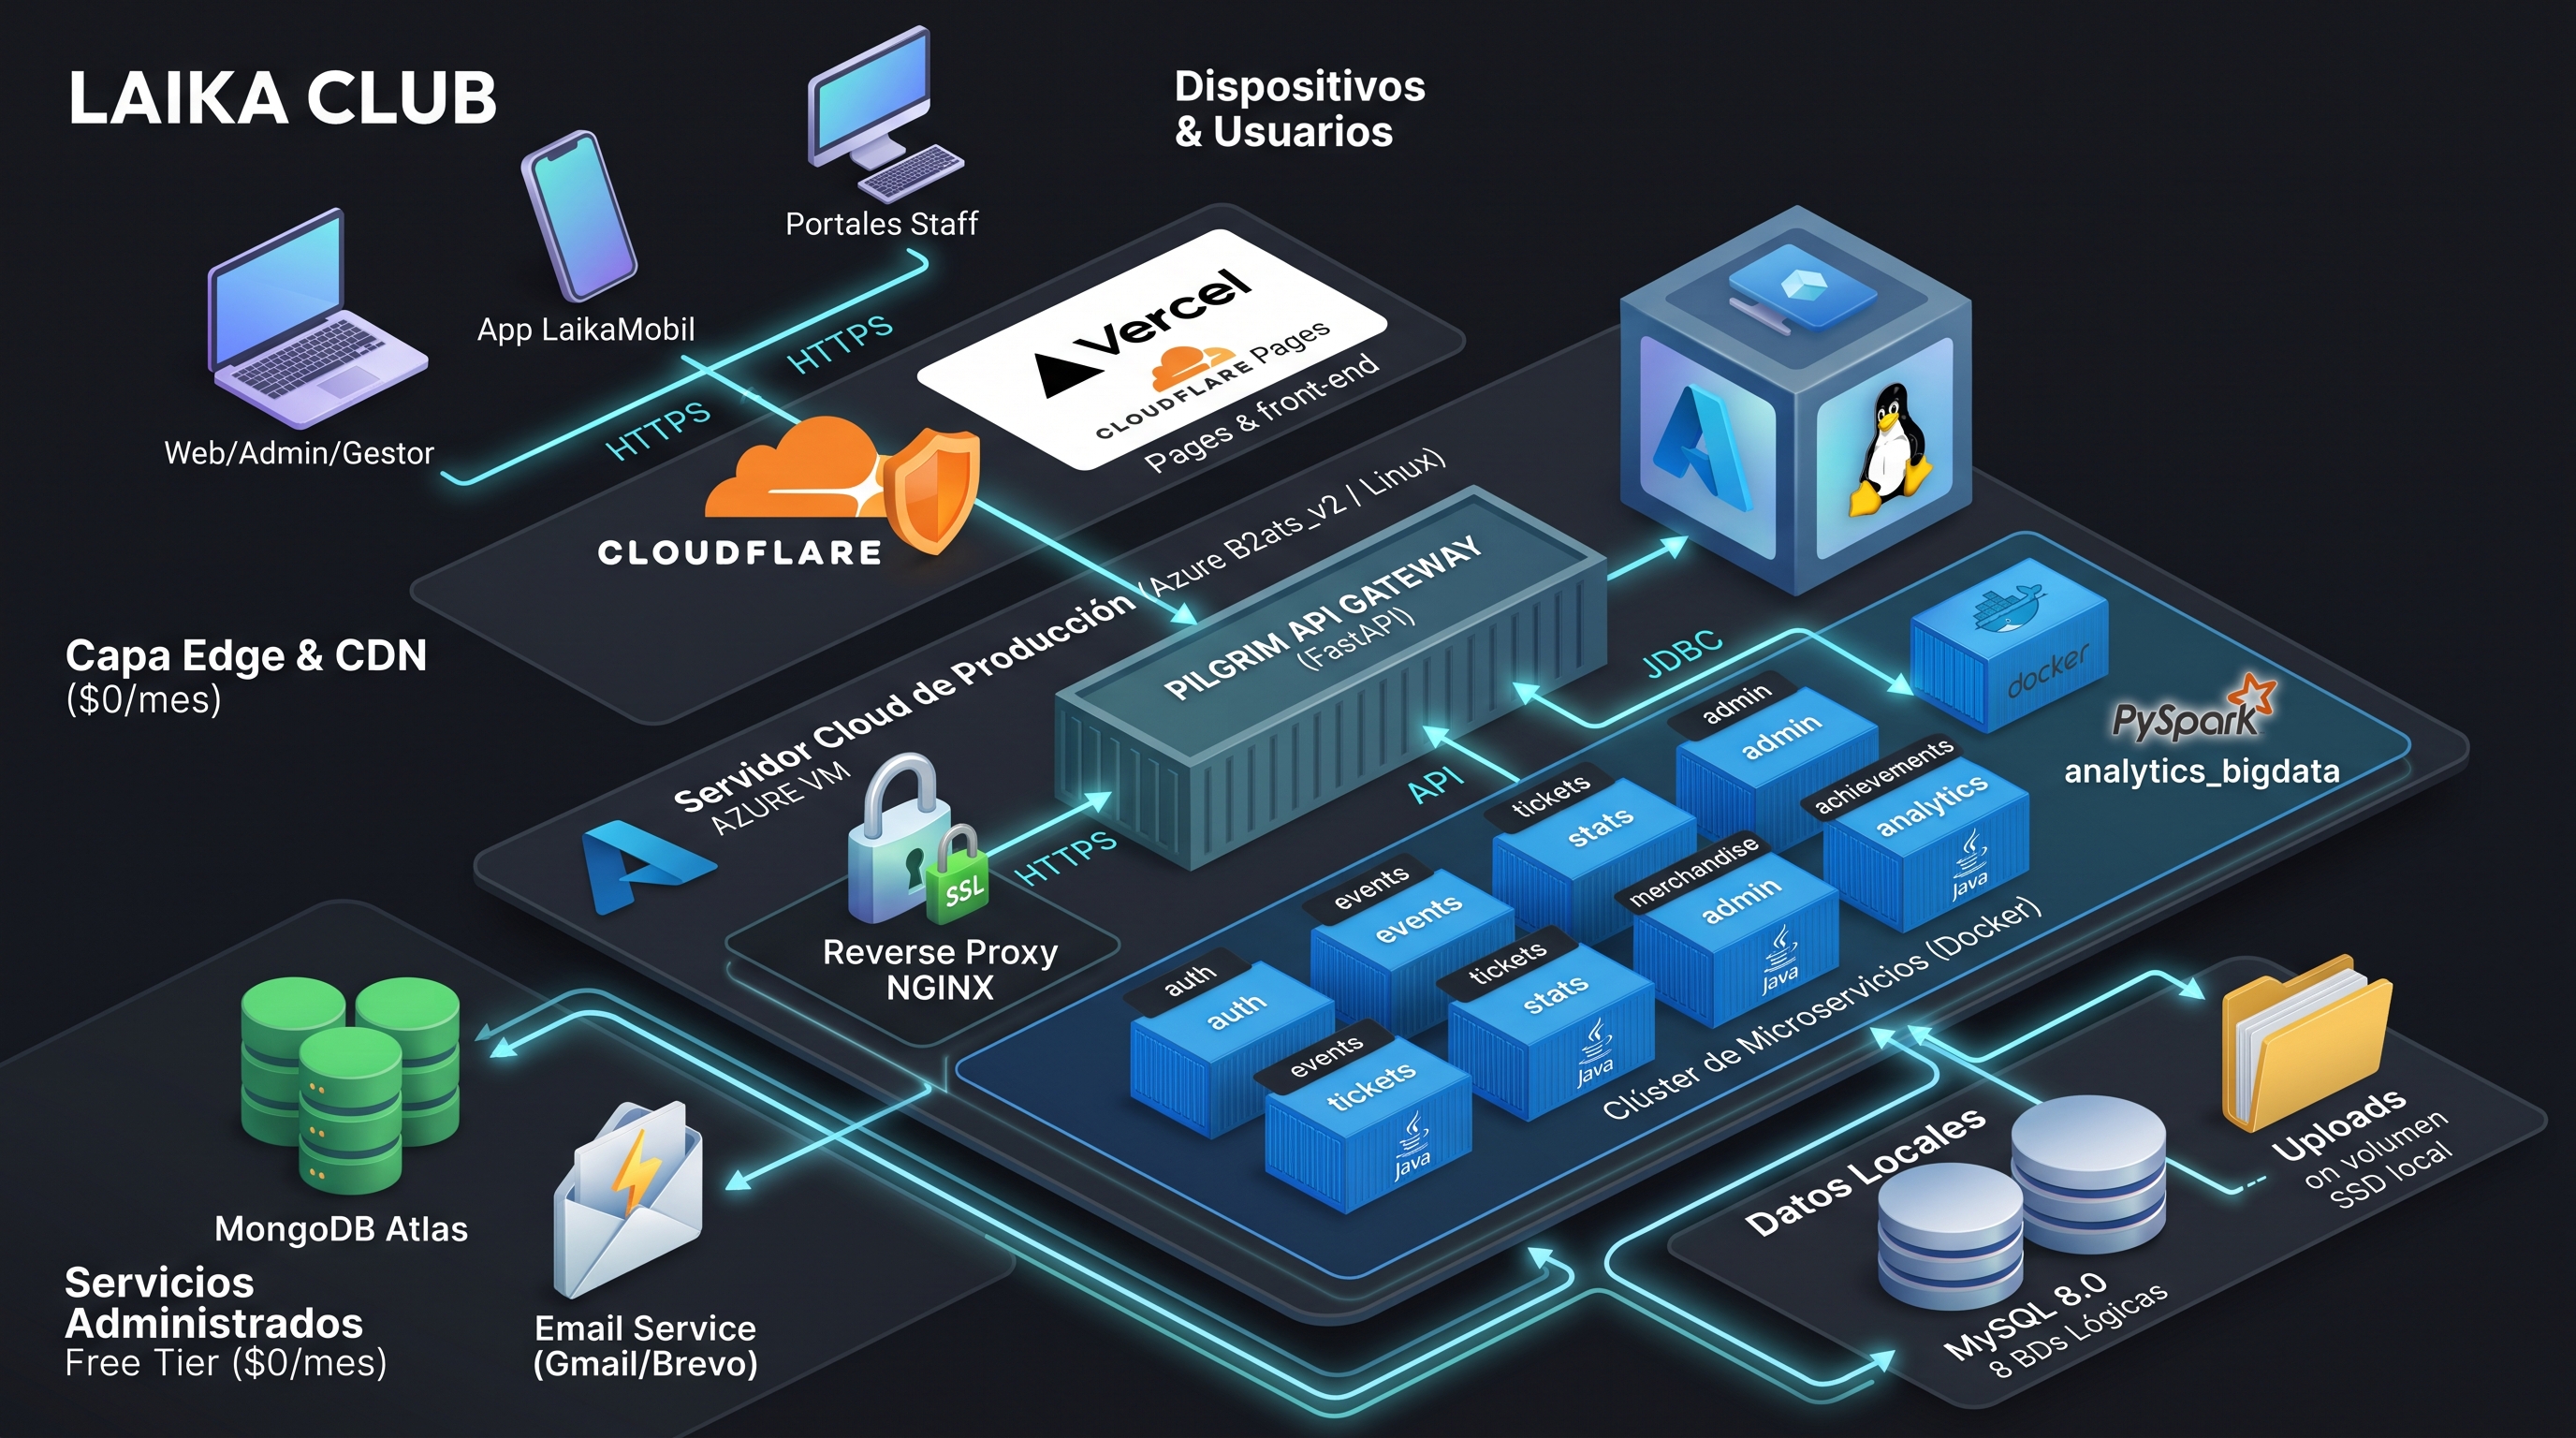 LAIKA CLUB
Dispositivos
& Usuarios
Portales Staff
App LaikaMobil
Web/Admin/Gestor
HTTPS
HTTPS
Vercel
CLOUDFLARE Pages
Pages & front-end
CLOUDFLARE
Capa Edge & CDN
($0/mes)
Servidor Cloud de Producción (Azure B2ats_v2 / Linux)
AZURE VM
PILGRIM API GATEWAY
(FastAPI)
JDBC
docker
PySpark
analytics_bigdata
API
HTTPS
SSL
Reverse Proxy
NGINX
admin
admin
achievements
analytics
Java
tickets
stats
merchandise
admin
Java
events
events
tickets
stats
Java
auth
auth
events
tickets
Java
Clúster de Microservicios (Docker)
MongoDB Atlas
Servicios
Administrados
Free Tier ($0/mes)
Email Service
(Gmail/Brevo)
Datos Locales
Uploads
on volumen
SSD local
MySQL 8.0
8 BDs Lógicas